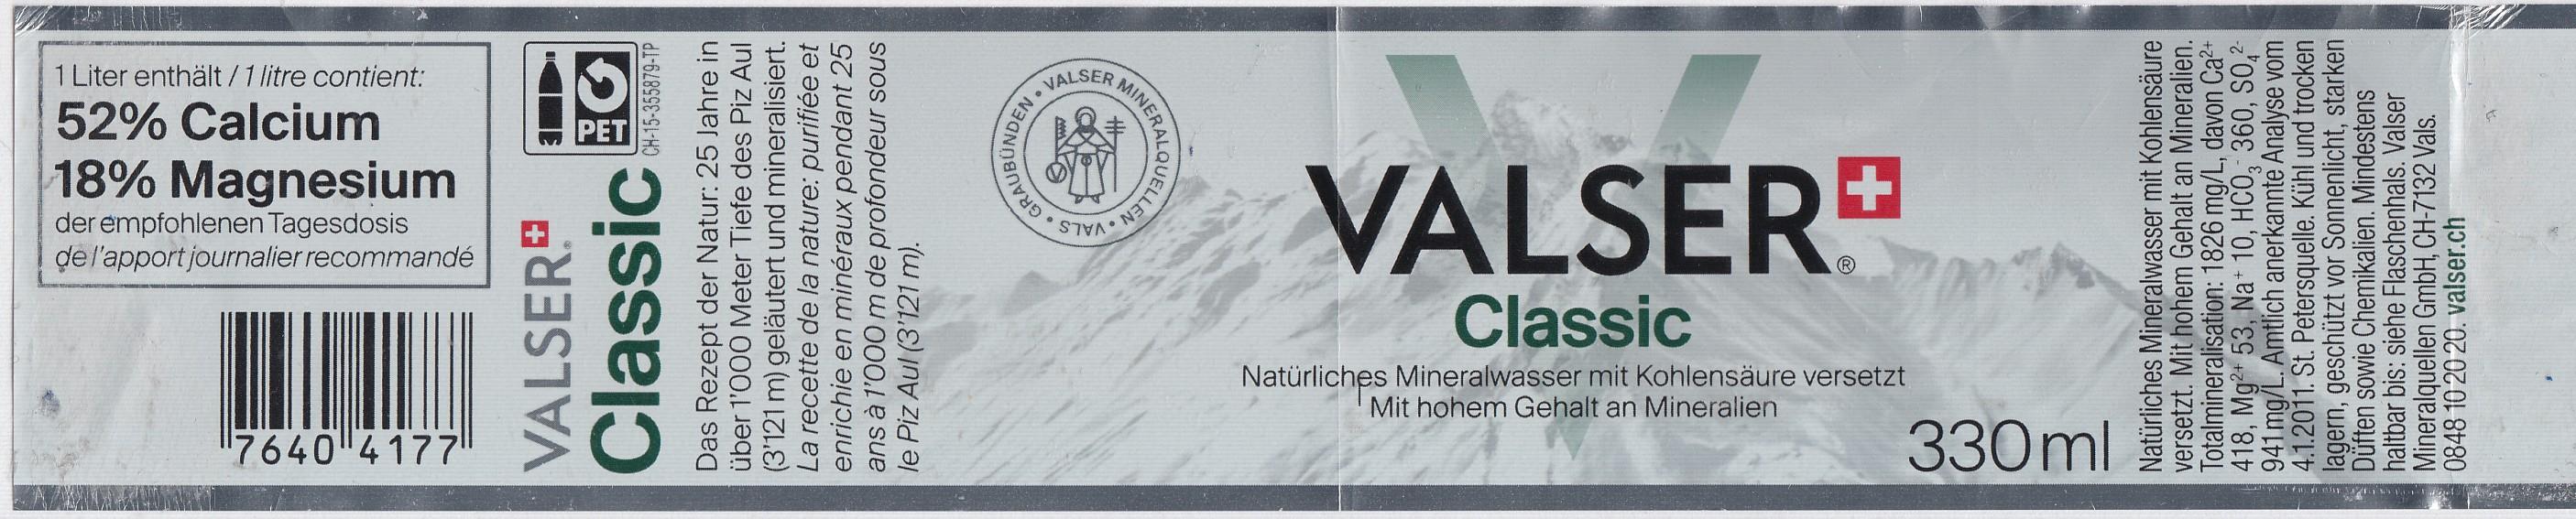 1 Liter enthält / 1 litre contient:
52% Calcium
18% Magnesium
der empfohlenen Tagesdosis
de l'apport journalier recommandé
7640 4177
PET
CH-15-355879-TP
VALSER®
Classic
Das Rezept der Natur: 25 Jahre in
über 1'000 Meter Tiefe des Piz Aul
(3'121 m) geläutert und mineralisiert.
La recette de la nature: purifiée et
enrichie en minéraux pendant 25
ans à 1'000 m de profondeur sous
le Piz Aul (3'121 m).
VALSER MINERALQUELLEN • VALS • GRAUBÜNDEN •
V
VALSER®
Classic
Natürliches Mineralwasser mit Kohlensäure versetzt
Mit hohem Gehalt an Mineralien
330 ml
Natürliches Mineralwasser mit Kohlensäure
versetzt. Mit hohem Gehalt an Mineralien.
Totalmineralisation: 1826 mg/L, davon Ca²⁺
418, Mg²⁺ 53, Na⁺ 10, HCO₃⁻ 360, SO₄²⁻
941 mg/L. Amtlich anerkannte Analyse vom
4.1.2011. St. Petersquelle. Kühl und trocken
lagern, geschützt vor Sonnenlicht, starken
Düften sowie Chemikalien. Mindestens
haltbar bis: siehe Flaschenhals. Valser
Mineralquellen GmbH, CH-7132 Vals.
0848 10 20 20. valser.ch